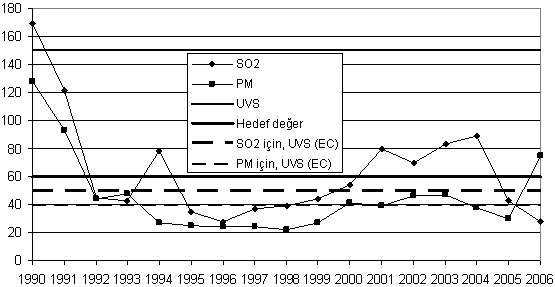 180
160
140
120
100
80
60
40
20
0
SO2
PM
UVS
Hedef değer
SO2 için, UVS (EC)
PM için, UVS (EC)
1990 1991 1992 1993 1994 1995 1996 1997 1998 1999 2000 2001 2002 2003 2004 2005 2006